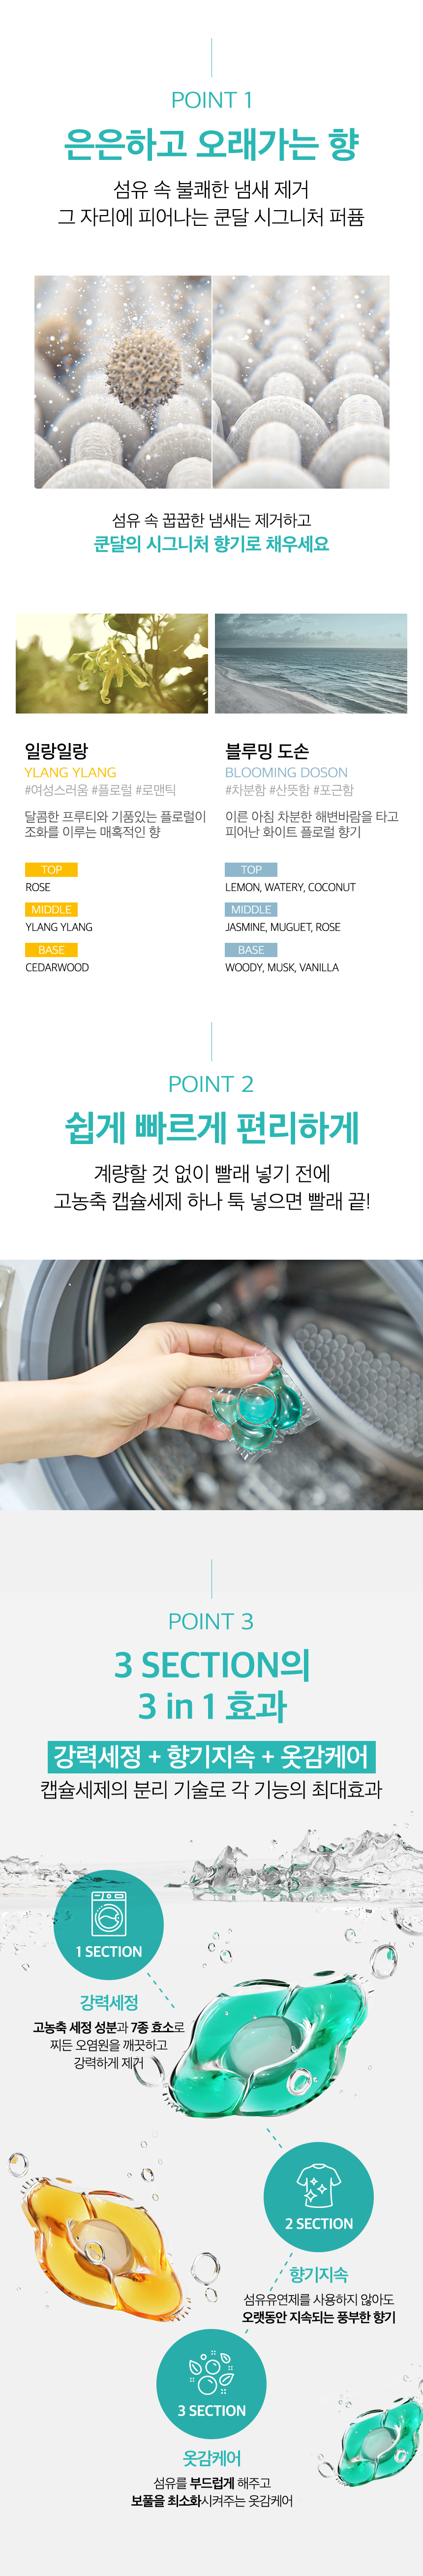 POINT 1
은은하고 오래가는 향
섬유 속 불쾌한 냄새 제거
그 자리에 피어나는 쿤달 시그니처 퍼퓸
섬유 속 꿉꿉한 냄새는 제거하고
쿤달의 시그니처 향기로 채우세요
일랑일랑
YLANG YLANG
#여성스러움 #플로럴 #로맨틱
달콤한 프루티와 기품있는 플로럴이
조화를 이루는 매혹적인 향
TOP
ROSE
MIDDLE
YLANG YLANG
BASE
CEDARWOOD
블루밍 도손
BLOOMING DOSON
#차분함 #산뜻함 #포근함
이른 아침 차분한 해변바람을 타고
피어난 화이트 플로럴 향기
TOP
LEMON, WATERY, COCONUT
MIDDLE
JASMINE, MUGUET, ROSE
BASE
WOODY, MUSK, VANILLA
POINT 2
쉽게 빠르게 편리하게
계량할 것 없이 빨래 넣기 전에
고농축 캡슐세제 하나 툭 넣으면 빨래 끝!
POINT 3
3 SECTION의
3 in 1 효과
강력세정 + 향기지속 + 옷감케어
캡슐세제의 분리 기술로 각 기능의 최대효과
1 SECTION
강력세정
고농축 세정 성분과 7종 효소로
찌든 오염원을 깨끗하고
강력하게 제거
2 SECTION
향기지속
섬유유연제를 사용하지 않아도
오랫동안 지속되는 풍부한 향기
3 SECTION
옷감케어
섬유를 부드럽게 해주고
보풀을 최소화시켜주는 옷감케어